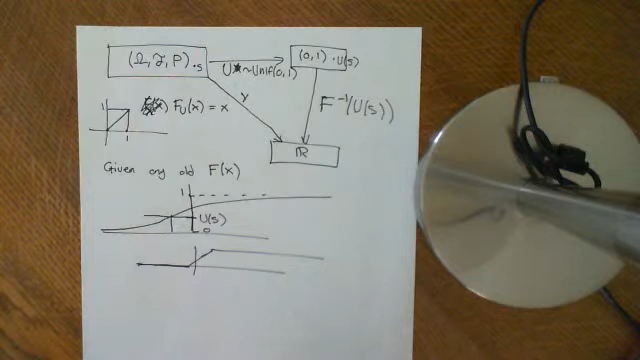 (Ω, F, P) . s
U ~ Unif(0,1)
(0,1) . U(s)
Y
F⁻¹(U(s))
ℝ
1
1
F_U(x) = x
Given any old F(x)
1
U(s)
0